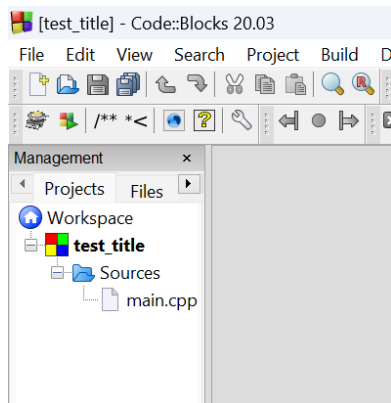 [test_title] - Code::Blocks 20.03
File Edit View Search Project Build D
/** *<
Management ×
Projects Files
Workspace
test_title
Sources
main.cpp